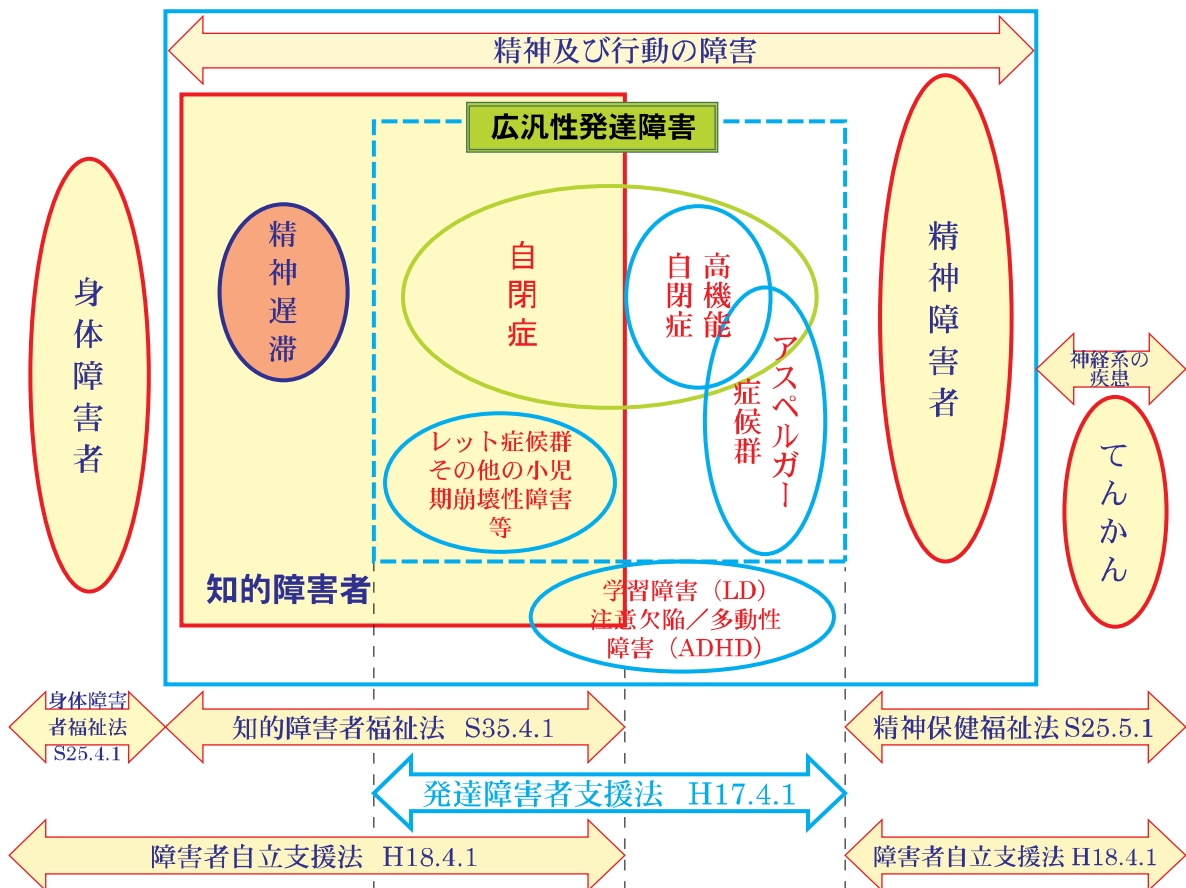 精神及び行動の障害
広汎性発達障害
身体障害者
精神遅滞
自閉症
高機能
自閉症
アスペルガー
症候群
精神障害者
神経系の
疾患
てんかん
レット症候群
その他の小児
期崩壊性障害
等
知的障害者
学習障害（LD）
注意欠陥／多動性
障害（ADHD）
身体障害
者福祉法
S25.4.1
知的障害者福祉法 S35.4.1
精神保健福祉法 S25.5.1
発達障害者支援法 H17.4.1
障害者自立支援法 H18.4.1
障害者自立支援法 H18.4.1